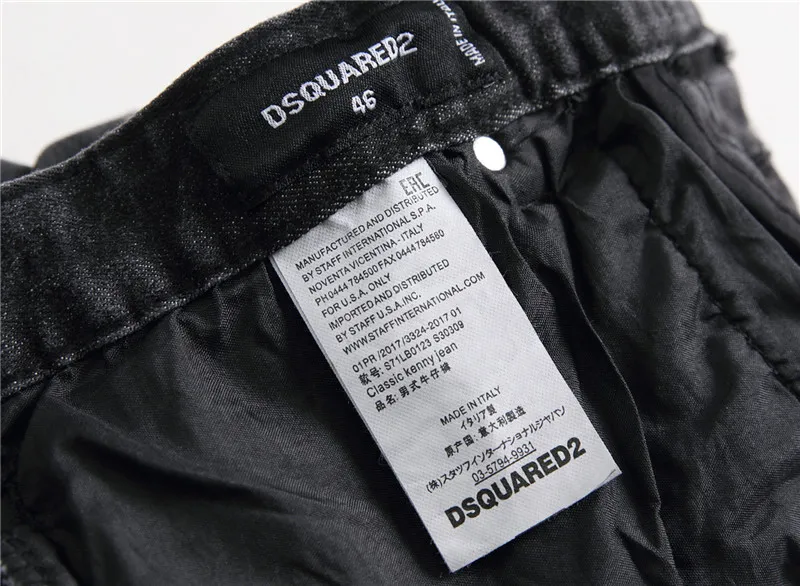 DSQUARED2
46
MADE IN ITALY
EAC
MANUFACTURED AND DISTRIBUTED
BY STAFF INTERNATIONAL S.P.A.
NOVENTA VICENTINA - ITALY
PH0444 784500 FAX0444784580
FOR U.S.A. ONLY
IMPORTED AND DISTRIBUTED
BY STAFF U.S.A.INC.
WWW.STAFFINTERNATIONAL.COM
01PR /2017/3324-2017 01
款号: S71LB0123 S30309
Classic kenny jean
品名: 男式牛仔裤
MADE IN ITALY
イタリア製
原产国: 意大利製造
(株)スタッフインターナショナルジャパン
03-5794-9931
DSQUARED2